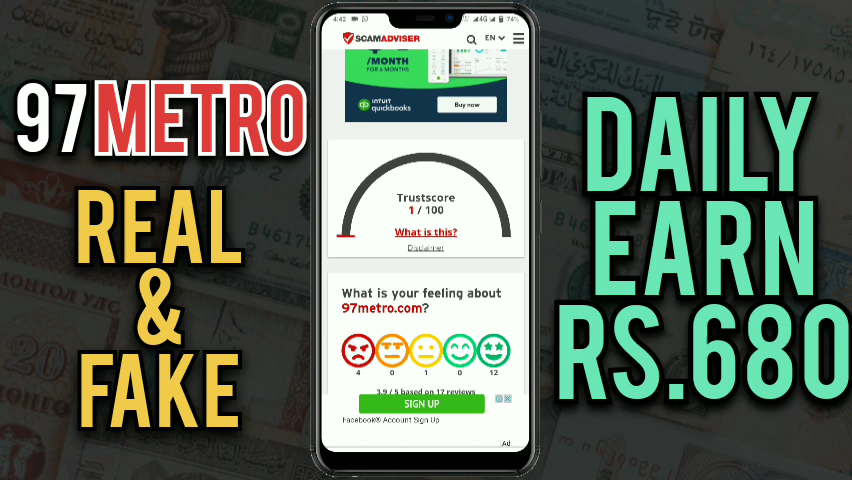 97METRO
REAL
&
FAKE
4:42
4G
74%
SCAMADVISER
EN
/MONTH
FOR 6 MONTHS
intuit
quickbooks
Buy now
Trustscore
1 / 100
What is this?
Disclaimer
What is your feeling about
97metro.com?
4 0 1 0 12
3.9 / 5 based on 17 reviews
SIGN UP
Facebook® Account Sign Up
Ad
DAILY
EARN
RS.680